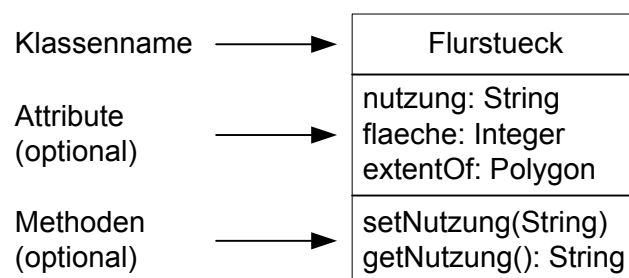 Klassenname
Flurstueck
Attribute
(optional)
nutzung: String
flaeche: Integer
extentOf: Polygon
Methoden
(optional)
setNutzung(String)
getNutzung(): String